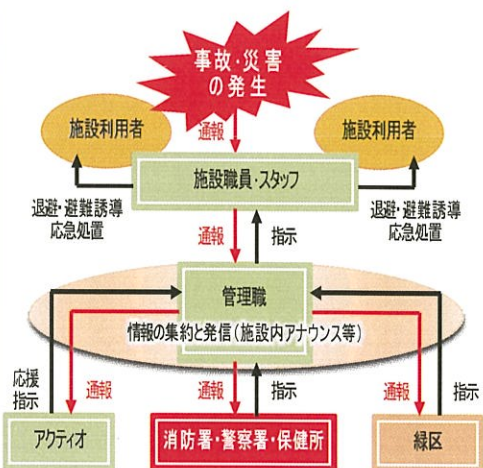 事故・災害
の発生
施設利用者
通報
施設利用者
施設職員・スタッフ
退避・避難誘導
応急処置
退避・避難誘導
応急処置
通報
指示
管理職
情報の集約と発信（施設内アナウンス等）
応援
指示
通報
通報
指示
通報
指示
アクティオ
消防署・警察署・保健所
緑区